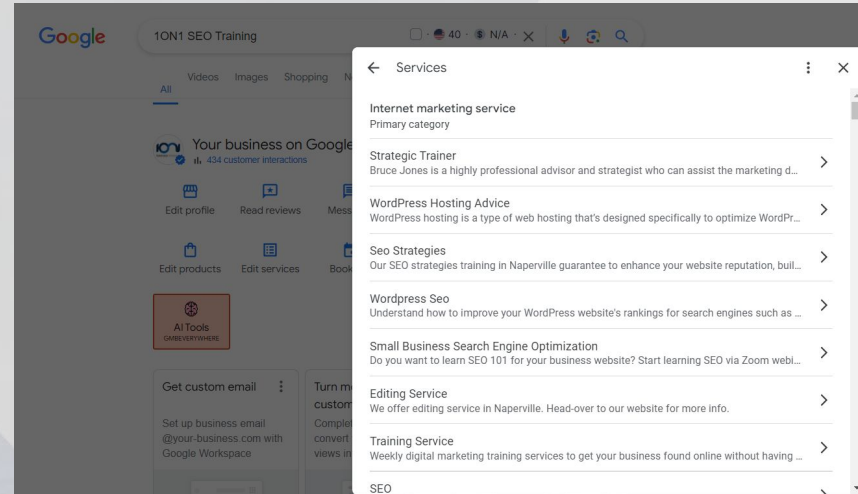 Google
1ON1 SEO Training
40 · N/A ·
All
Videos
Images
Shopping
Services
Internet marketing service
Primary category
Strategic Trainer
Bruce Jones is a highly professional advisor and strategist who can assist the marketing d...
WordPress Hosting Advice
WordPress hosting is a type of web hosting that's designed specifically to optimize WordPr...
Seo Strategies
Our SEO strategies training in Naperville guarantee to enhance your website reputation, buil...
Wordpress Seo
Understand how to improve your WordPress website's rankings for search engines such as ...
Small Business Search Engine Optimization
Do you want to learn SEO 101 for your business website? Start learning SEO via Zoom webi...
Editing Service
We offer editing service in Naperville. Head-over to our website for more info.
Training Service
Weekly digital marketing training services to get your business found online without having ...
SEO
Your business on Google
434 customer interactions
Edit profile
Read reviews
Mess
Edit products
Edit services
Book
AI Tools
GMBEVERYWHERE
Get custom email
Set up business email
@your-business.com with
Google Workspace
Turn m
custom
Complet
convert
views in